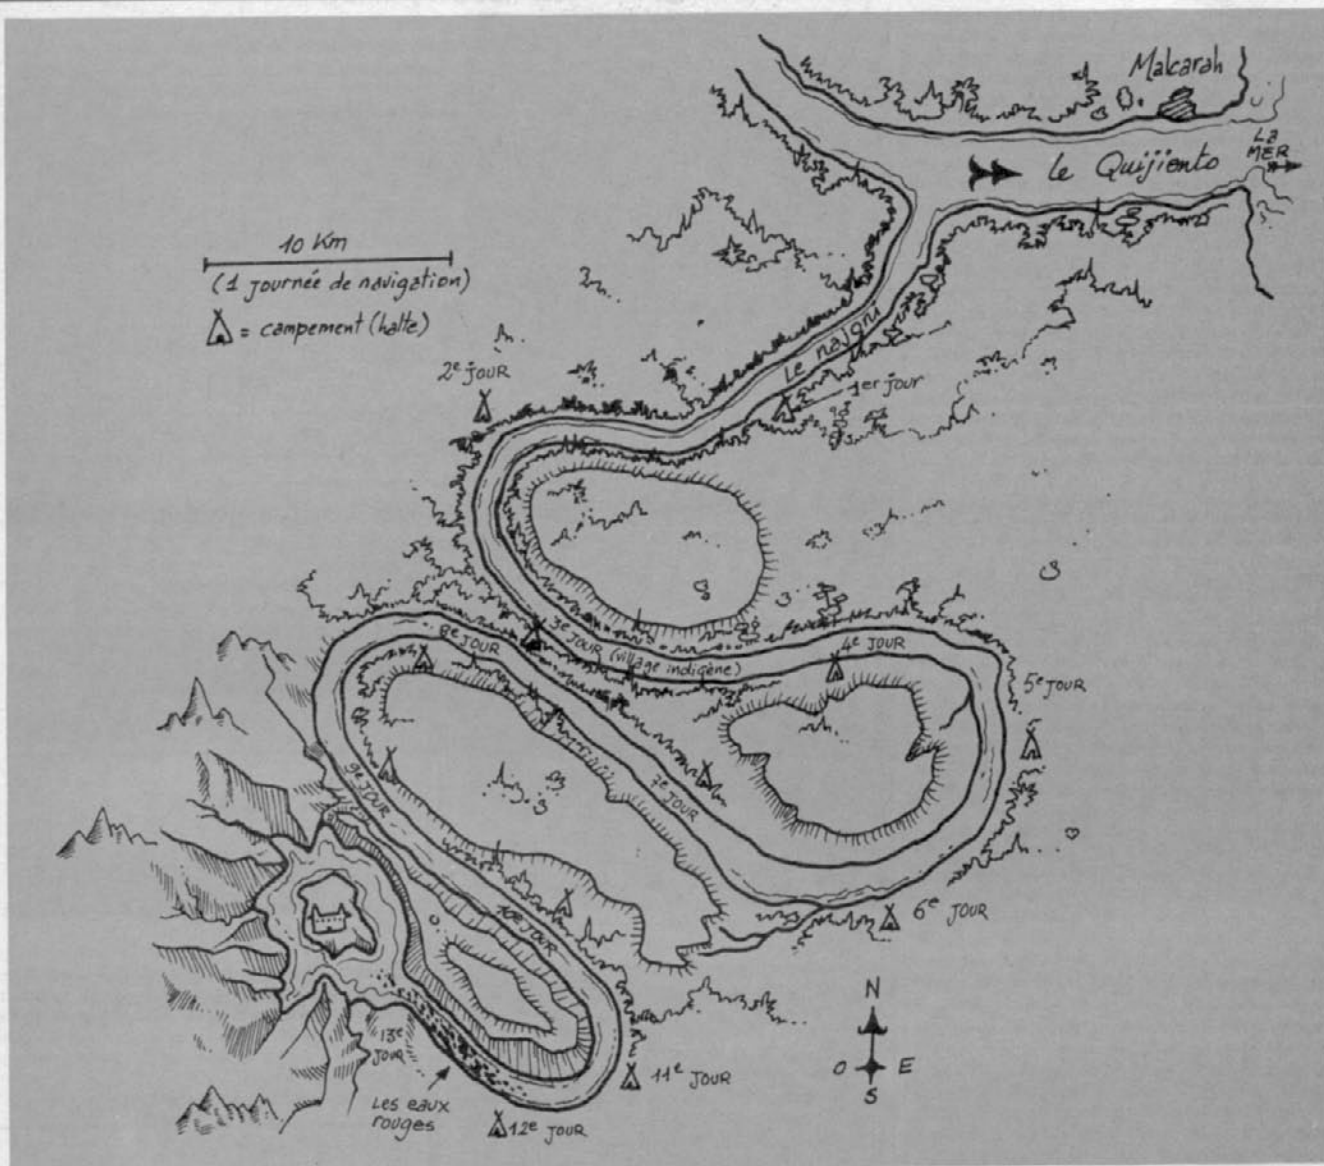 Malcarah
La
MER
le Quijiento
10 Km
(1 journée de navigation)
= campement (halte)
Le najoni
2e JOUR
1er jour
3e JOUR (village indigène)
4e JOUR
8e JOUR
5e JOUR
7e JOUR
9e JOUR
10e JOUR
6e JOUR
N
O E
S
13e
JOUR
11e JOUR
Les eaux
rouges
12e JOUR